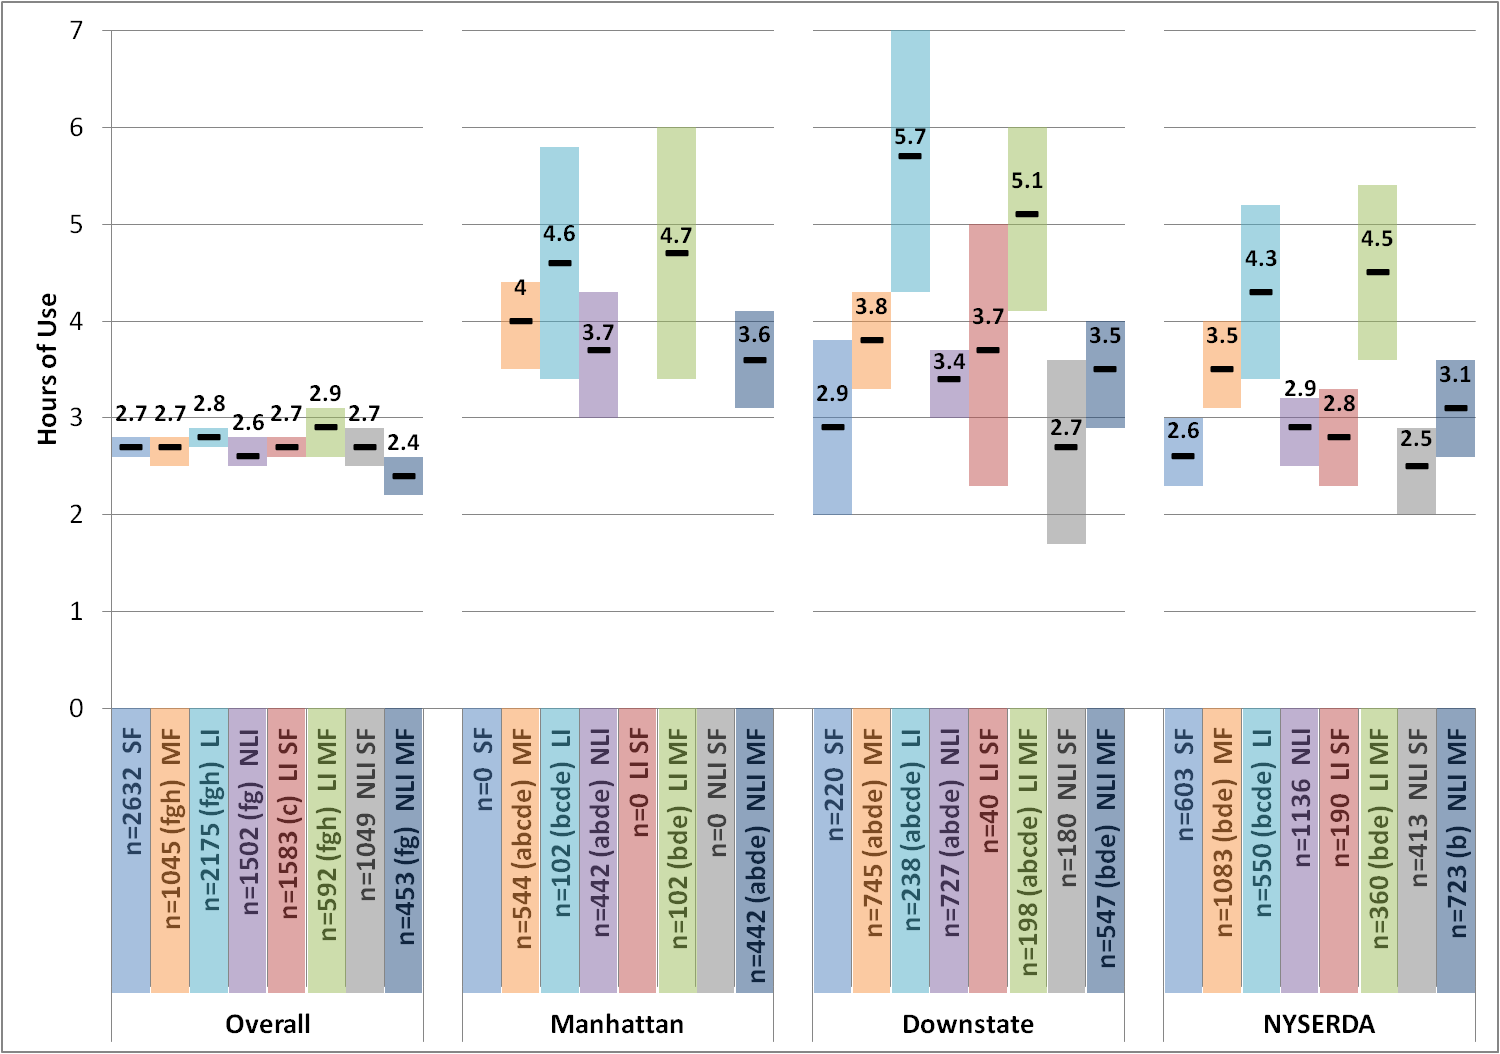 7
6
5
4
3
2
1
0
Hours of Use
2.7
2.7
2.8
2.6
2.7
2.9
2.7
2.4
4
4.6
3.7
4.7
3.6
2.9
3.8
5.7
3.4
3.7
5.1
2.7
3.5
2.6
3.5
4.3
2.9
2.8
4.5
2.5
3.1
n=2632 SF
n=1045 (fgh) MF
n=2175 (fgh) LI
n=1502 (fg) NLI
n=1583 (c) LI SF
n=592 (fgh) LI MF
n=1049 NLI SF
n=453 (fg) NLI MF
n=0 SF
n=544 (abcde) MF
n=102 (bcde) LI
n=442 (abde) NLI
n=0 LI SF
n=102 (bde) LI MF
n=0 NLI SF
n=442 (abde) NLI MF
n=220 SF
n=745 (abde) MF
n=238 (abcde) LI
n=727 (abde) NLI
n=40 LI SF
n=198 (abcde) LI MF
n=180 NLI SF
n=547 (bde) NLI MF
n=603 SF
n=1083 (bde) MF
n=550 (bcde) LI
n=1136 NLI
n=190 LI SF
n=360 (bde) LI MF
n=413 NLI SF
n=723 (b) NLI MF
Overall
Manhattan
Downstate
NYSERDA